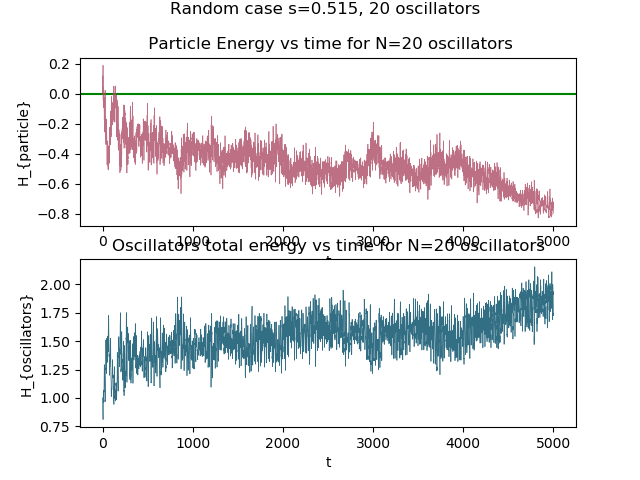 Random case s=0.515, 20 oscillators
Particle Energy vs time for N=20 oscillators
0.2
0.0
−0.2
−0.4
−0.6
−0.8
H_{particle}
0 1000 2000 3000 4000 5000
Oscillators total energy vs time for N=20 oscillators
2.00
1.75
1.50
1.25
1.00
0.75
H_{oscillators}
0 1000 2000 3000 4000 5000
t